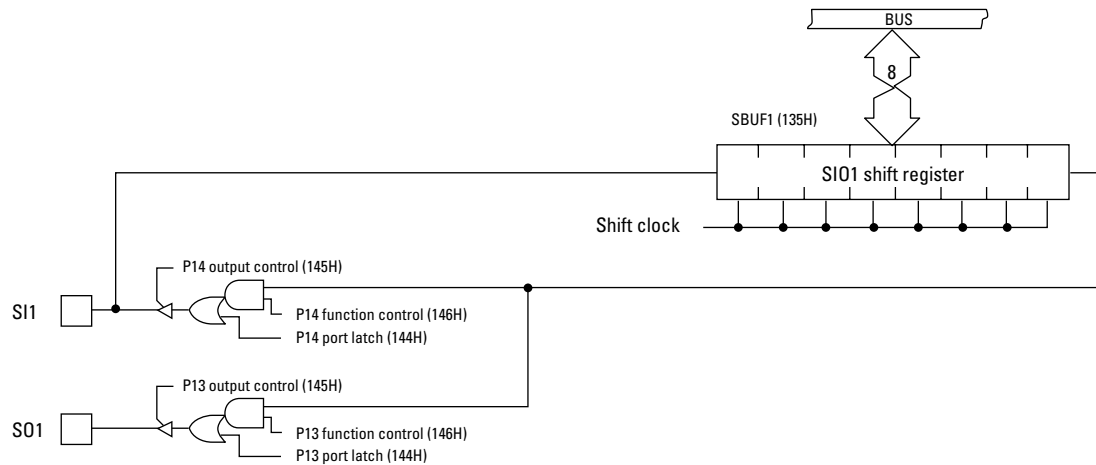 BUS
8
SBUF1 (135H)
SIO1 shift register
Shift clock
P14 output control (145H)
SI1
P14 function control (146H)
P14 port latch (144H)
P13 output control (145H)
SO1
P13 function control (146H)
P13 port latch (144H)